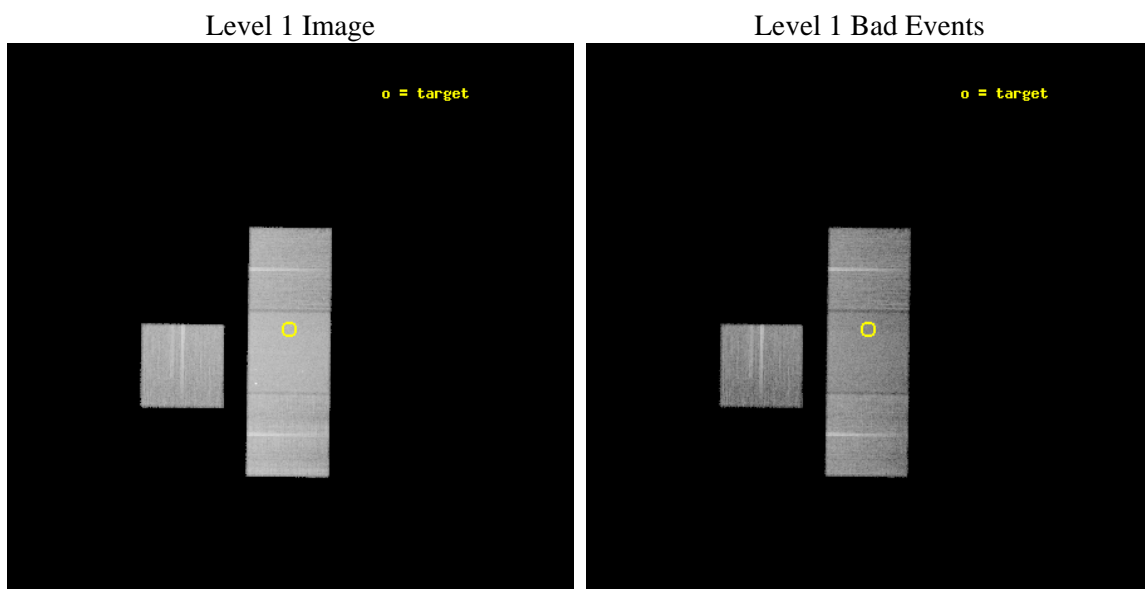 Level 1 Image
Level 1 Bad Events
o = target
o = target